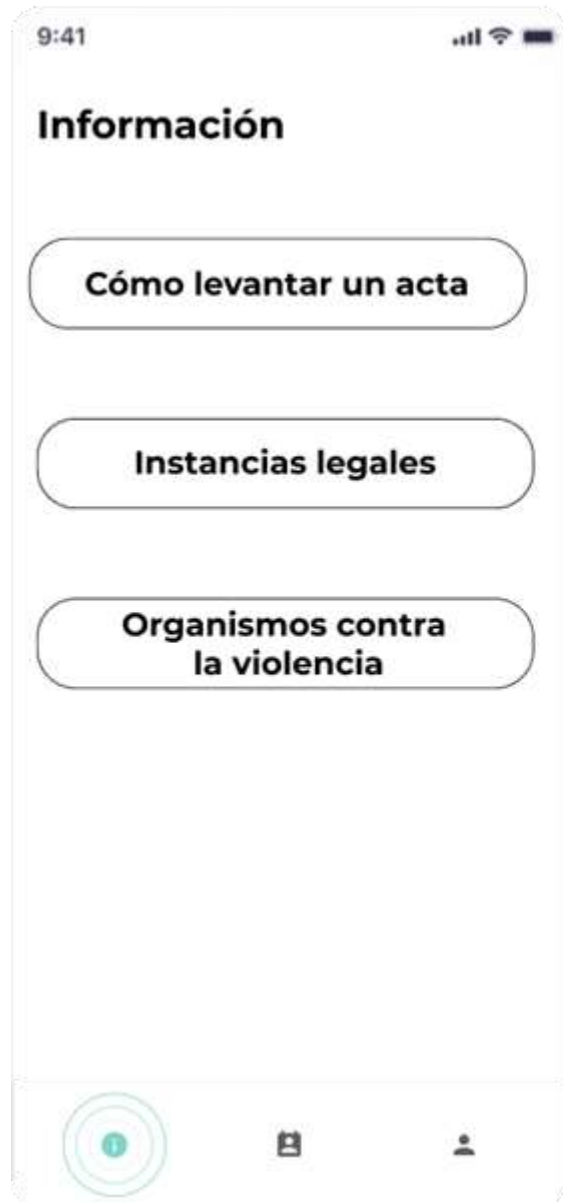 9:41
Información
Cómo levantar un acta
Instancias legales
Organismos contra
la violencia